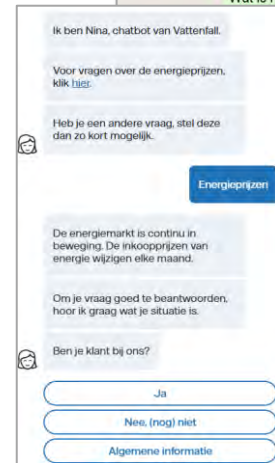 Ik ben Nina, chatbot van Vattenfall.
Voor vragen over de energieprijzen,
klik hier.
Heb je een andere vraag, stel deze
dan zo kort mogelijk.
Energieprijzen
De energiemarkt is continu in
beweging. De inkoopprijzen van
energie wijzigen elke maand.
Om je vraag goed te beantwoorden,
hoor ik graag wat je situatie is.
Ben je klant bij ons?
Ja
Nee, (nog) niet
Algemene informatie